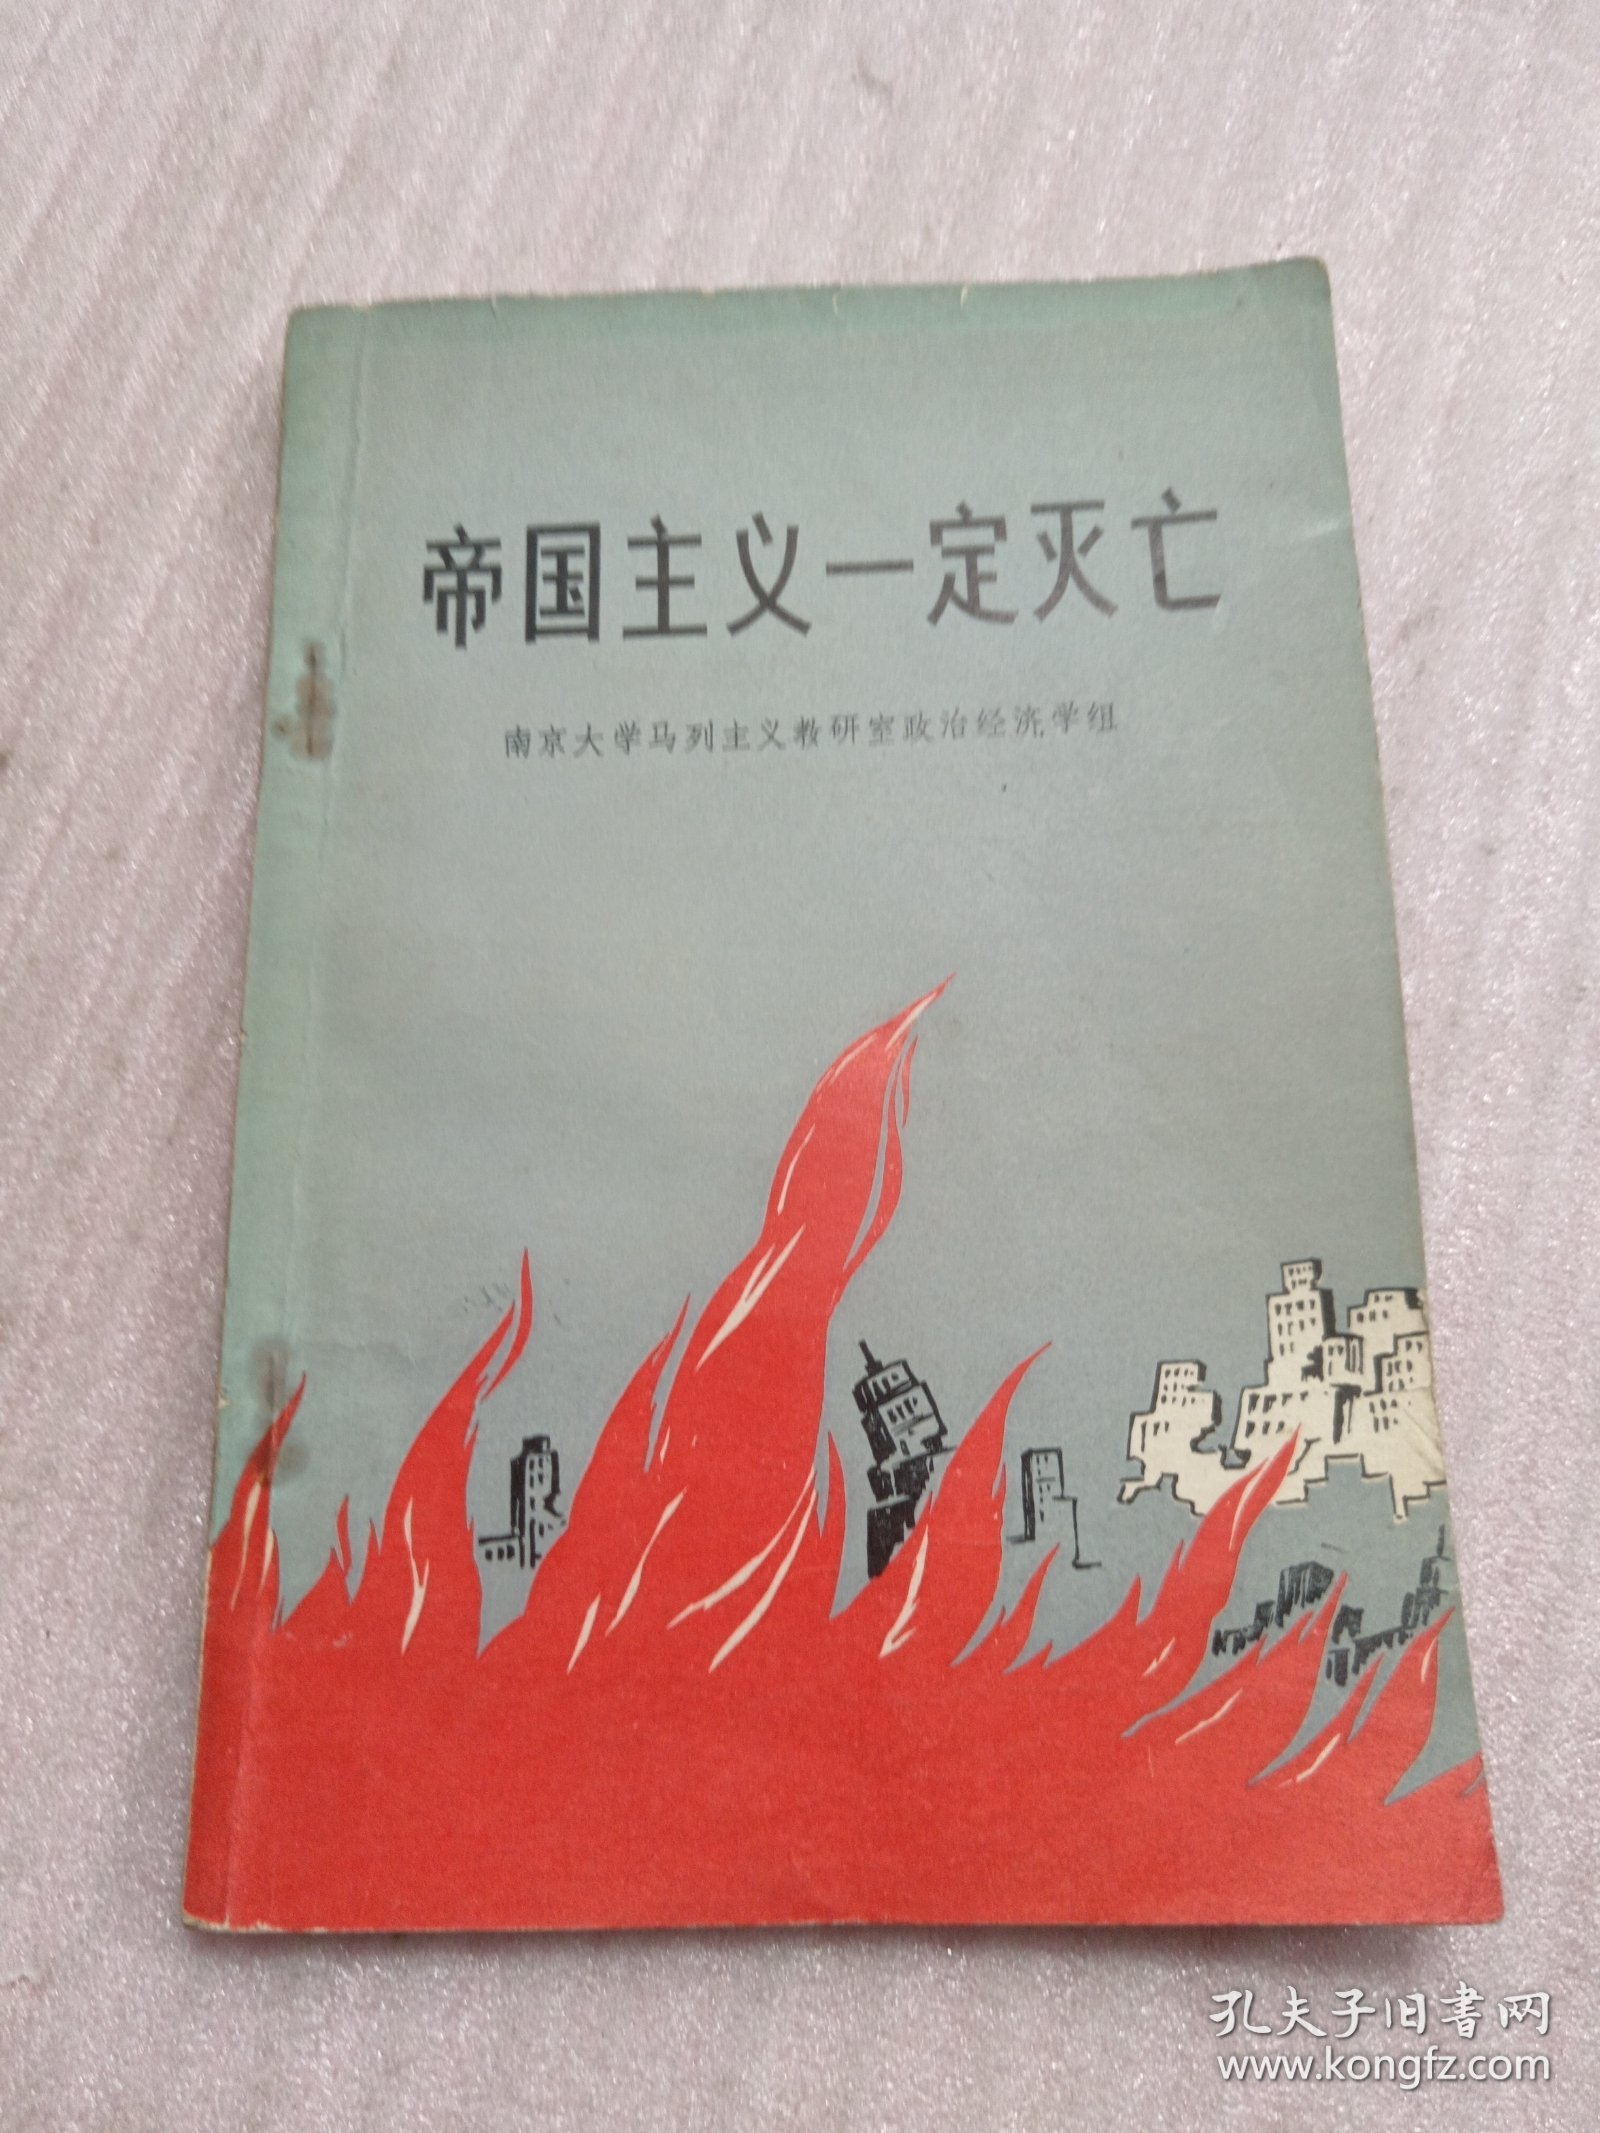 帝国主义一定灭亡
南京大学马列主义教研室政治经济学组
孔夫子旧书网
www.kongfz.com